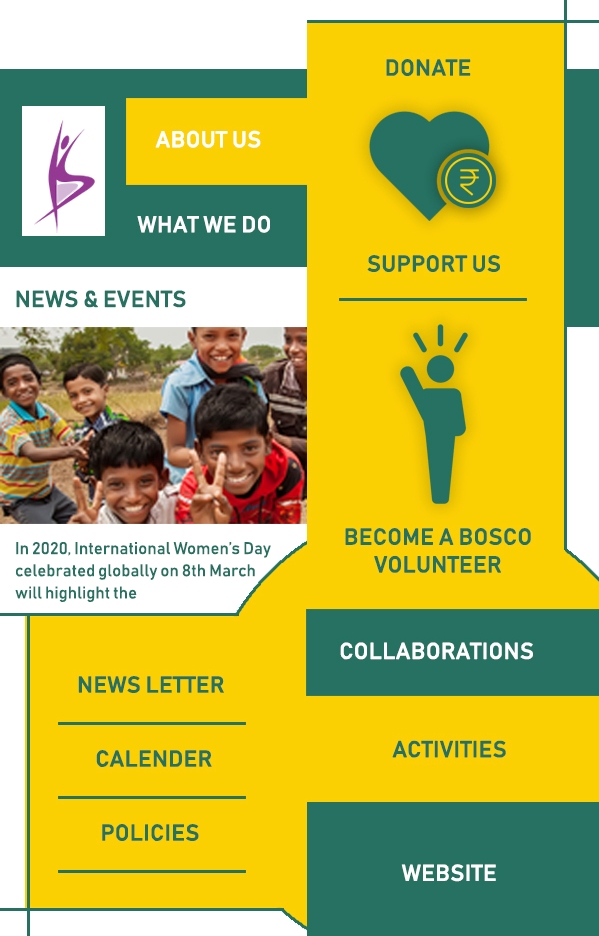 DONATE
ABOUT US
WHAT WE DO
₹
SUPPORT US
NEWS & EVENTS
In 2020, International Women's Day
celebrated globally on 8th March
will highlight the
BECOME A BOSCO
VOLUNTEER
COLLABORATIONS
NEWS LETTER
ACTIVITIES
CALENDER
POLICIES
WEBSITE